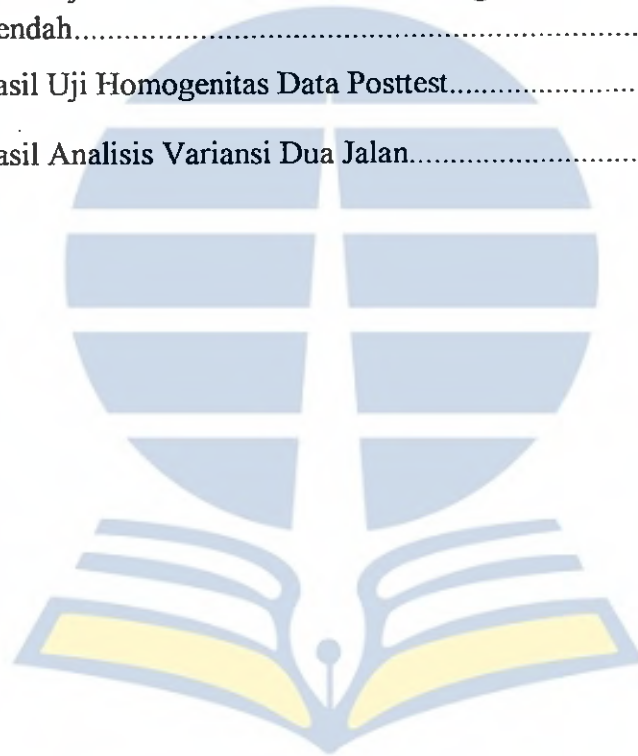 endah..........................................................
asil Uji Homogenitas Data Posttest...................
asil Analisis Variansi Dua Jalan..........................